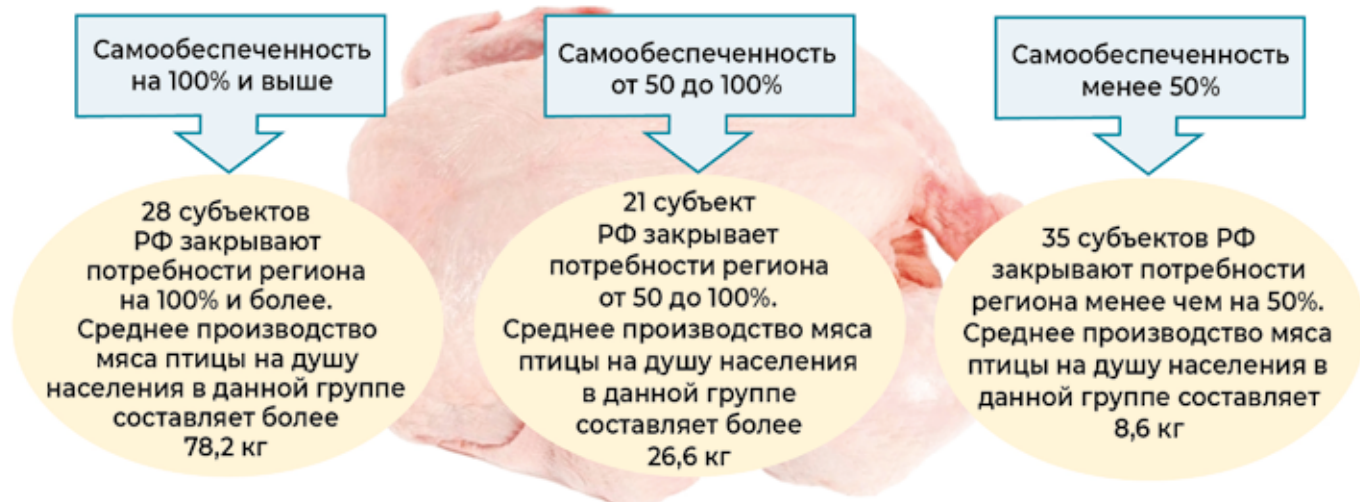 Самообеспеченность
на 100% и выше
Самообеспеченность
от 50 до 100%
Самообеспеченность
менее 50%
28 субъектов
РФ закрывают
потребности региона
на 100% и более.
Среднее производство
мяса птицы на душу
населения в данной группе
составляет более
78,2 кг
21 субъект
РФ закрывает
потребности региона
от 50 до 100%.
Среднее производство мяса
птицы на душу населения
в данной группе
составляет более
26,6 кг
35 субъектов РФ
закрывают потребности
региона менее чем на 50%.
Среднее производство мяса
птицы на душу населения в
данной группе составляет
8,6 кг